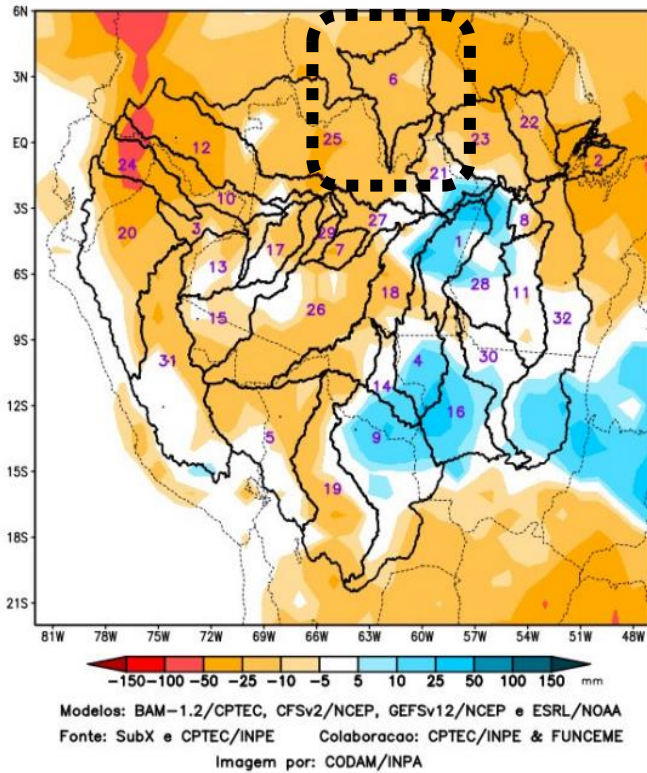 6N
3N
EQ
3S
6S
9S
12S
15S
18S
21S
6
25
12
24
10
20
3
13
17
29
7
27
21
23
22
2
1
8
28
11
32
18
26
15
31
30
4
14
16
9
5
19
81W 78W 75W 72W 69W 66W 63W 60W 57W 54W 51W 48W
-150 -100 -50 -25 -10 -5 5 10 25 50 100 150 mm
Modelos: BAM-1.2/CPTEC, CFSv2/NCEP, GEFSv12/NCEP e ESRL/NOAA
Fonte: SubX e CPTEC/INPE Colaboracao: CPTEC/INPE & FUNCEME
Imagem por: CODAM/INPA